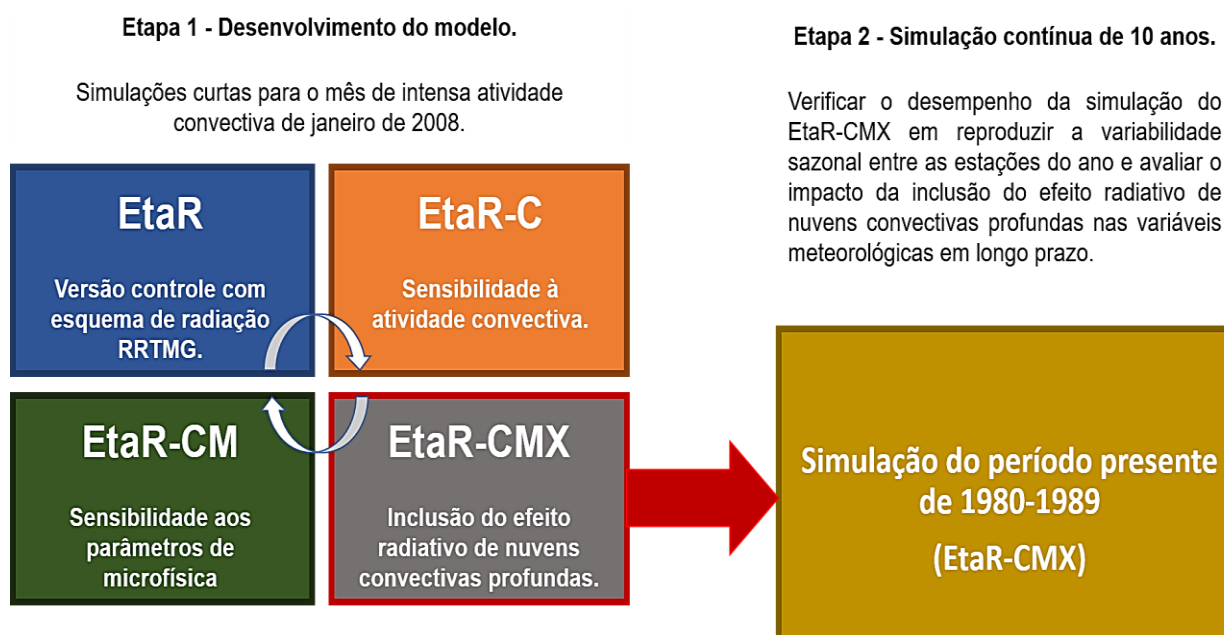 Etapa 1 - Desenvolvimento do modelo.
Simulações curtas para o mês de intensa atividade
convectiva de janeiro de 2008.
EtaR
Versão controle com
esquema de radiação
RRTMG.
EtaR-C
Sensibilidade à
atividade convectiva.
EtaR-CM
Sensibilidade aos
parâmetros de
microfísica
EtaR-CMX
Inclusão do efeito
radiativo de nuvens
convectivas profundas.
Etapa 2 - Simulação contínua de 10 anos.
Verificar o desempenho da simulação do
EtaR-CMX em reproduzir a variabilidade
sazonal entre as estações do ano e avaliar o
impacto da inclusão do efeito radiativo de
nuvens convectivas profundas nas variáveis
meteorológicas em longo prazo.
Simulação do período presente
de 1980-1989
(EtaR-CMX)